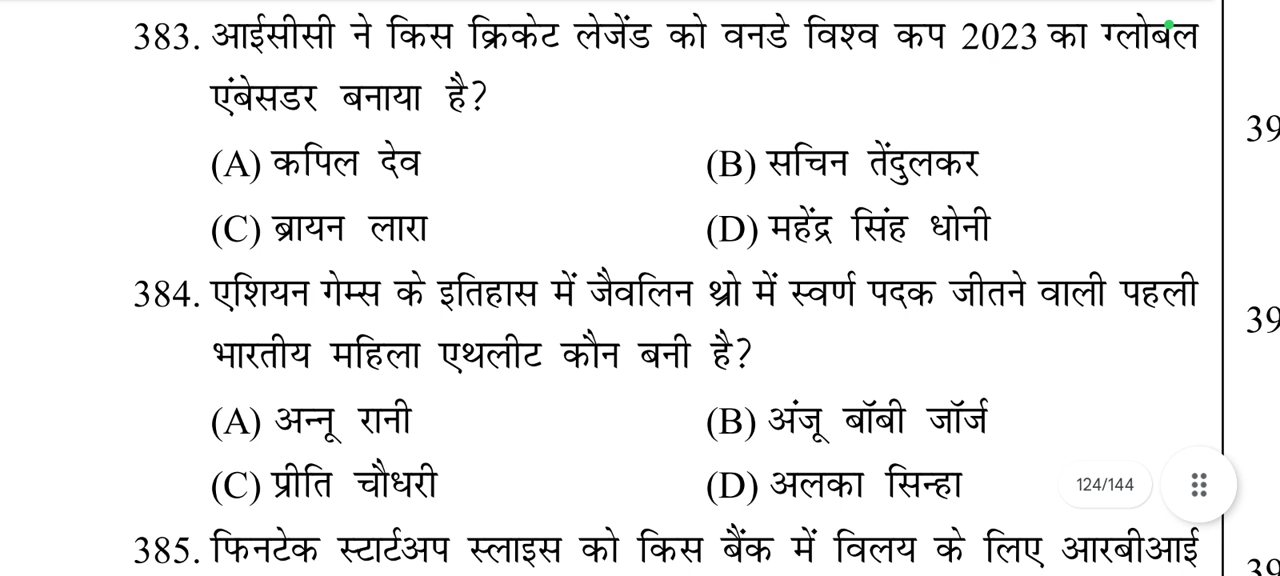 383. आईसीसी ने किस क्रिकेट लेजेंड को वनडे विश्व कप 2023 का ग्लोबल
एंबेसडर बनाया है?
(A) कपिल देव (B) सचिन तेंदुलकर
(C) ब्रायन लारा (D) महेंद्र सिंह धोनी
384. एशियन गेम्स के इतिहास में जैवलिन थ्रो में स्वर्ण पदक जीतने वाली पहली
भारतीय महिला एथलीट कौन बनी है?
(A) अन्नू रानी (B) अंजू बॉबी जॉर्ज
(C) प्रीति चौधरी (D) अलका सिन्हा
124/144
385. फिनटेक स्टार्टअप स्लाइस को किस बैंक में विलय के लिए आरबीआई
39
39